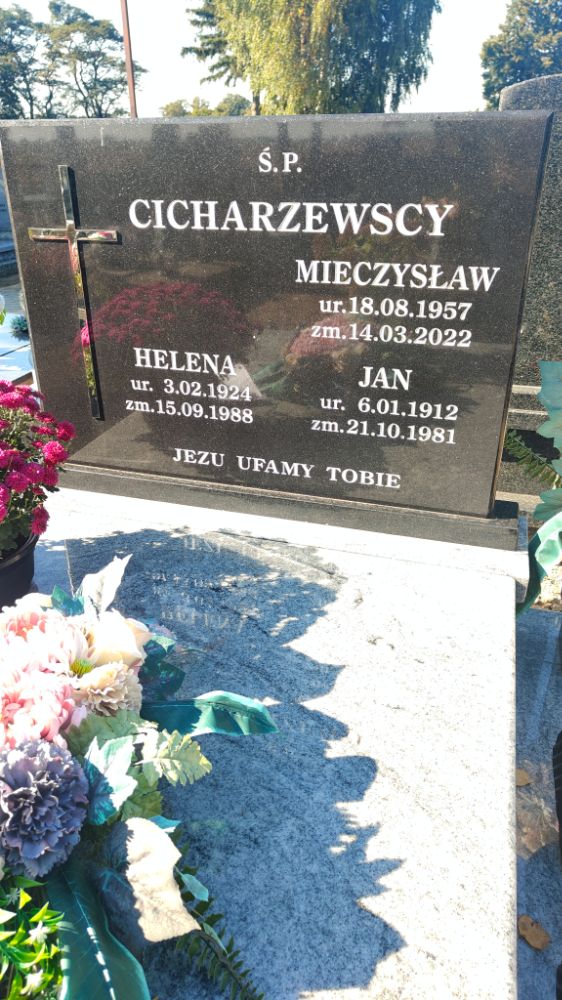 Ś.P.
CICHARZEWSCY
MIECZYSŁAW
ur.18.08.1957
zm.14.03.2022
HELENA
ur. 3.02.1924
zm.15.09.1988
JAN
ur. 6.01.1912
zm.21.10.1981
JEZU UFAMY TOBIE